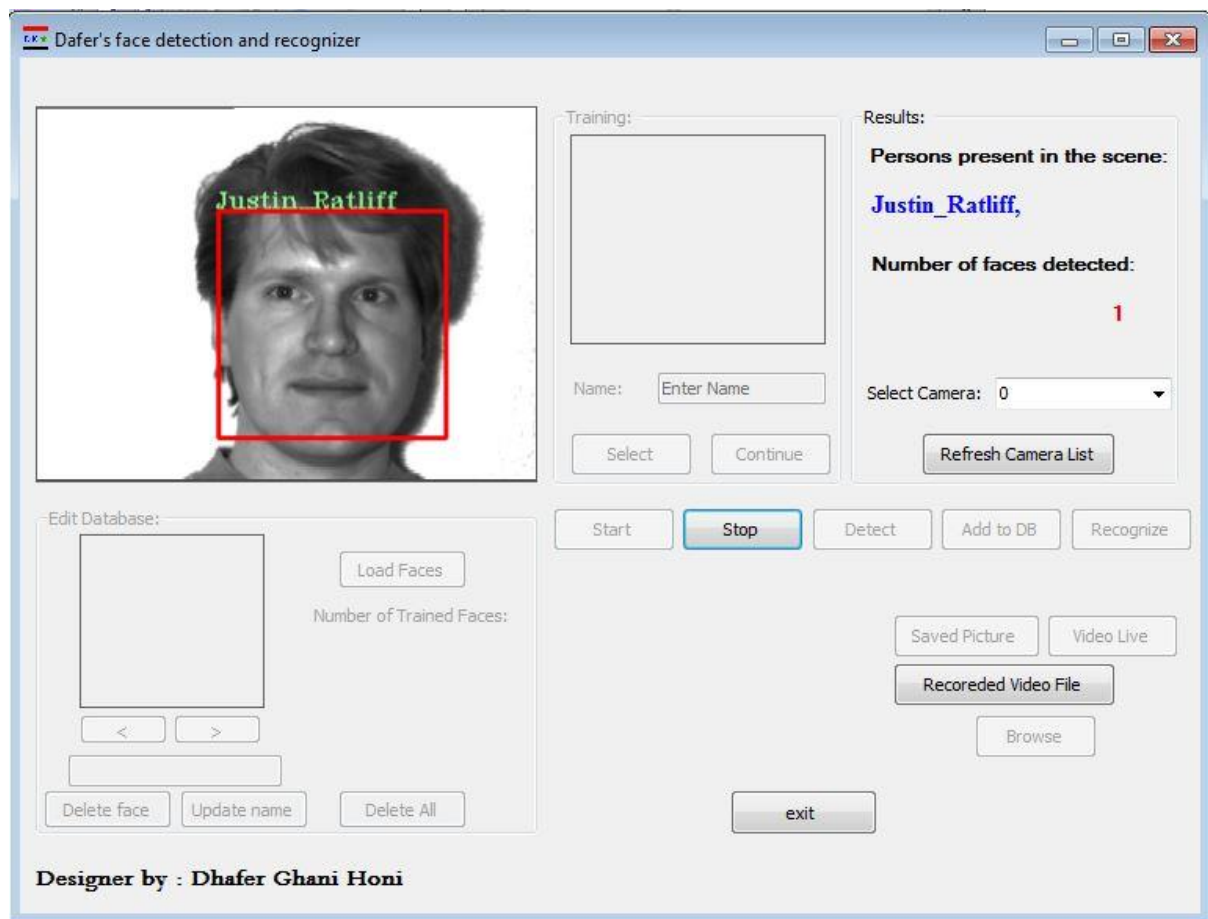 Dafer's face detection and recognizer
Justin_Ratliff
Training:
Name:
Enter Name
Select
Continue
Results:
Persons present in the scene:
Justin_Ratliff,
Number of faces detected:
1
Select Camera:
0
Refresh Camera List
Edit Database:
Load Faces
Number of Trained Faces:
<
>
Delete face
Update name
Delete All
Start
Stop
Detect
Add to DB
Recognize
Saved Picture
Video Live
Recoreded Video File
Browse
exit
Designer by : Dhafer Ghani Honi